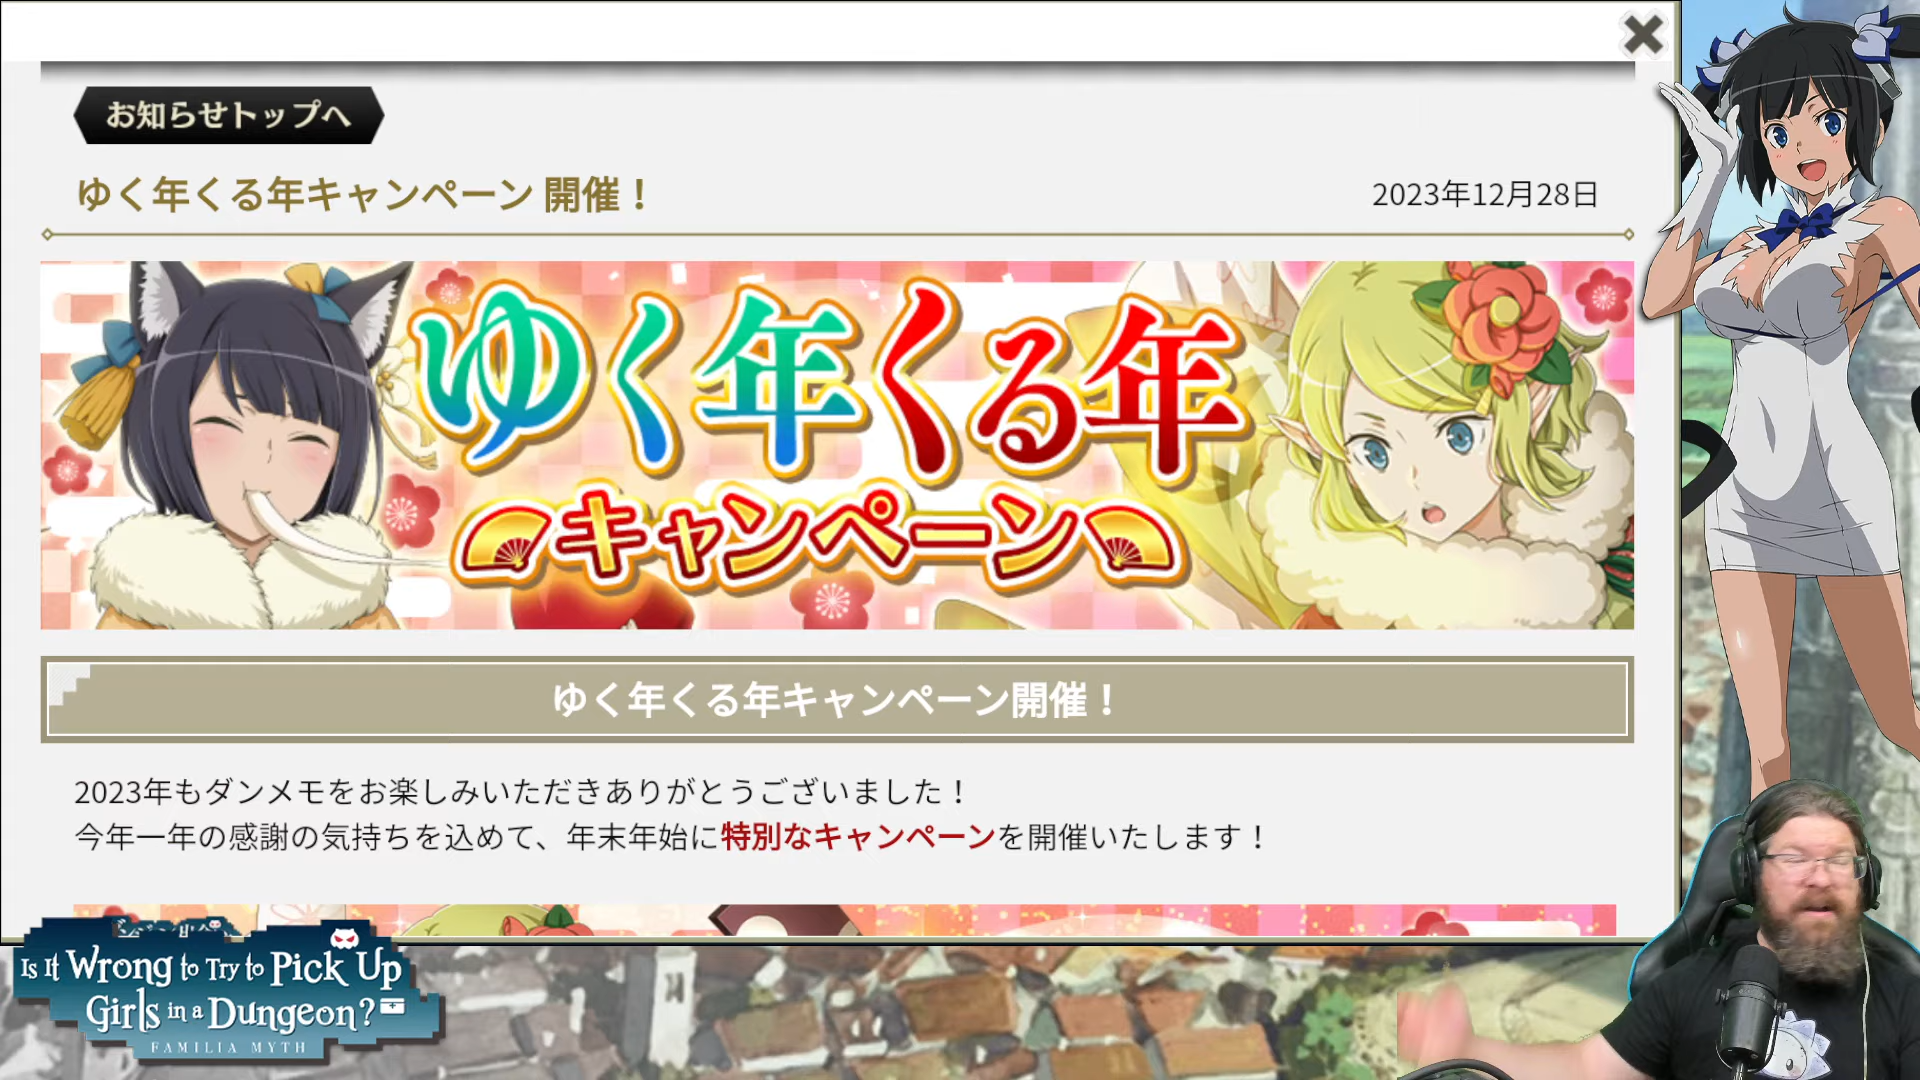 お知らせトップへ
ゆく年くる年キャンペーン 開催！
2023年12月28日
ゆく年くる年
キャンペーン
ゆく年くる年キャンペーン開催！
2023年もダンメモをお楽しみいただきありがとうございました！
今年一年の感謝の気持ちを込めて、年末年始に特別なキャンペーンを開催いたします！
Is It Wrong to Try to Pick Up
Girls in a Dungeon?
FAMILIA MYTH